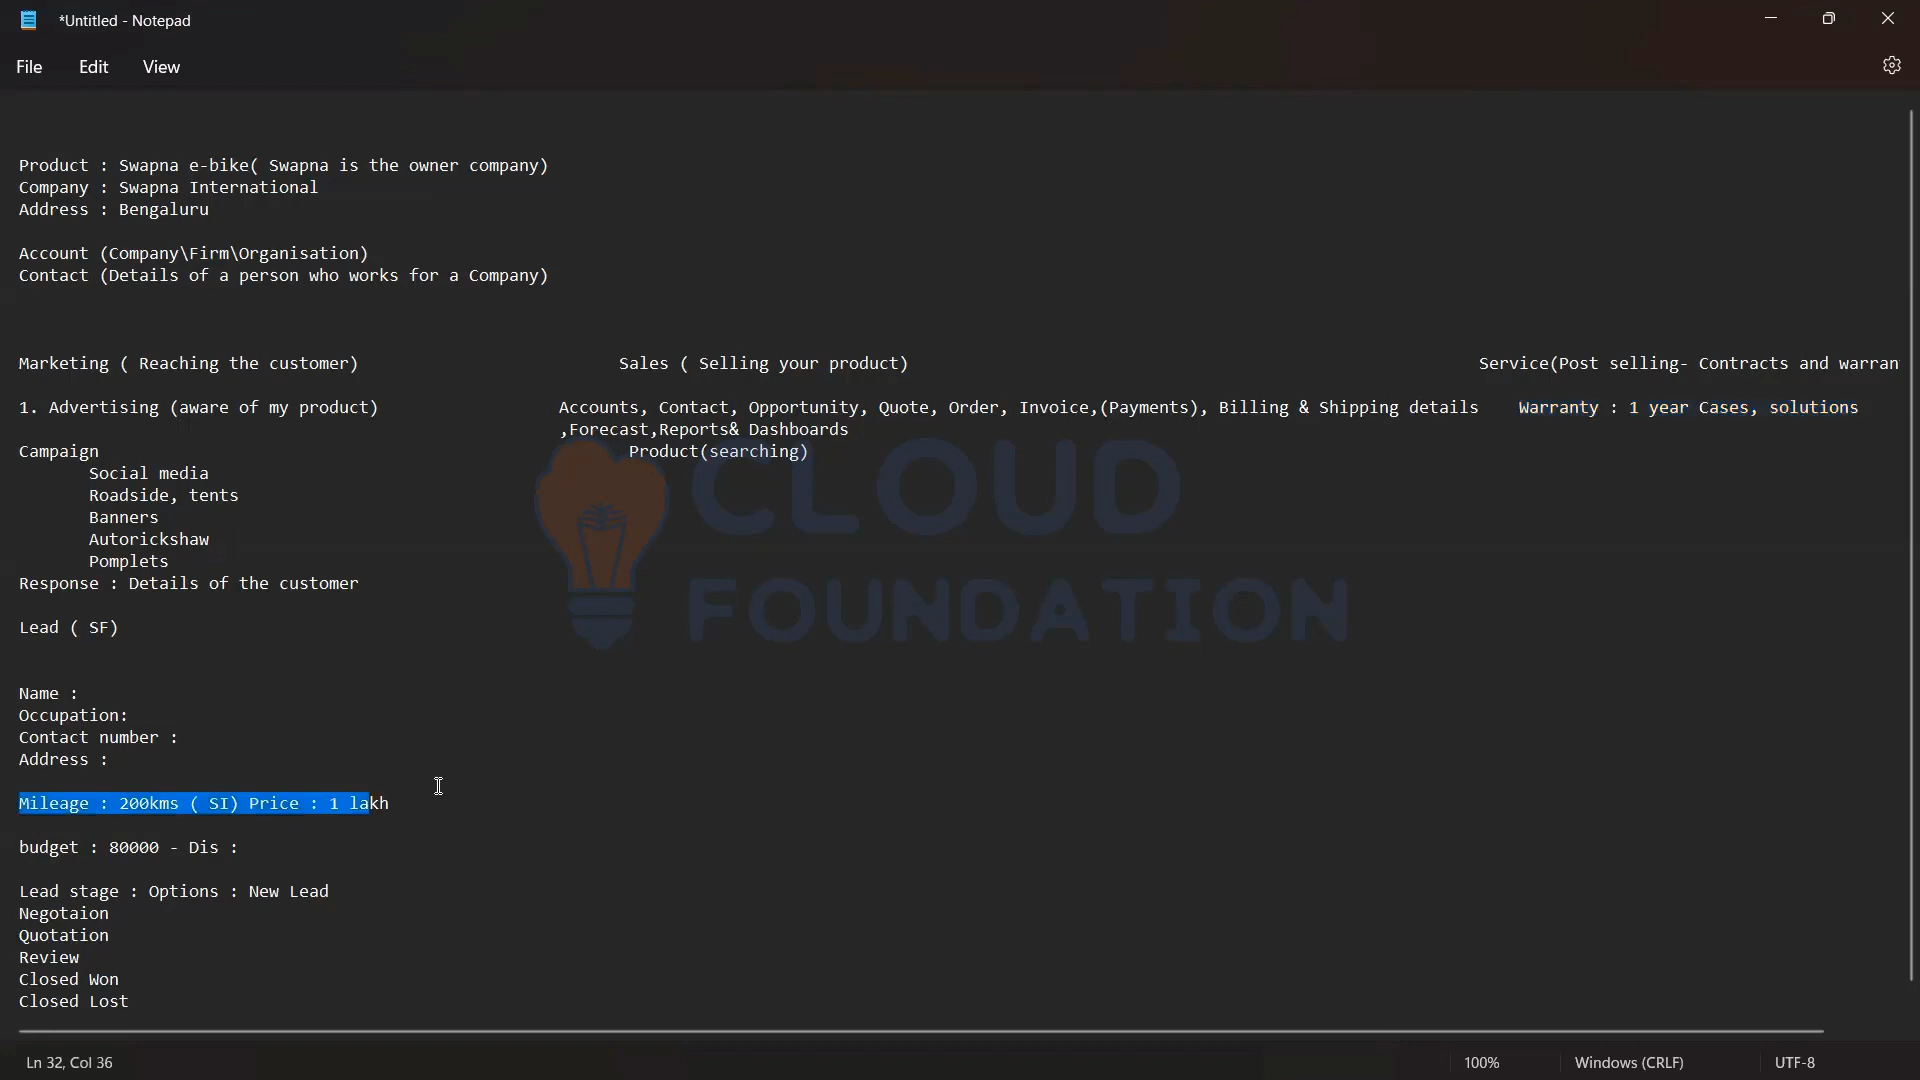 *Untitled - Notepad
File Edit View
Product : Swapna e-bike( Swapna is the owner company)
Company : Swapna International
Address : Bengaluru
Account (Company\Firm\Organisation)
Contact (Details of a person who works for a Company)
Marketing ( Reaching the customer) Sales ( Selling your product) Service(Post selling- Contracts and warran
1. Advertising (aware of my product) Accounts, Contact, Opportunity, Quote, Order, Invoice,(Payments), Billing & Shipping details Warranty : 1 year Cases, solutions
,Forecast,Reports& Dashboards
Campaign Product(searching)
Social media
Roadside, tents
Banners
Autorickshaw
Pomplets
Response : Details of the customer
Lead ( SF)
Name :
Occupation:
Contact number :
Address :
Mileage : 200kms ( SI) Price : 1 lakh
budget : 80000 - Dis :
Lead stage : Options : New Lead
Negotaion
Quotation
Review
Closed Won
Closed Lost
CLOUD
FOUNDATION
Ln 32, Col 36 100% Windows (CRLF) UTF-8